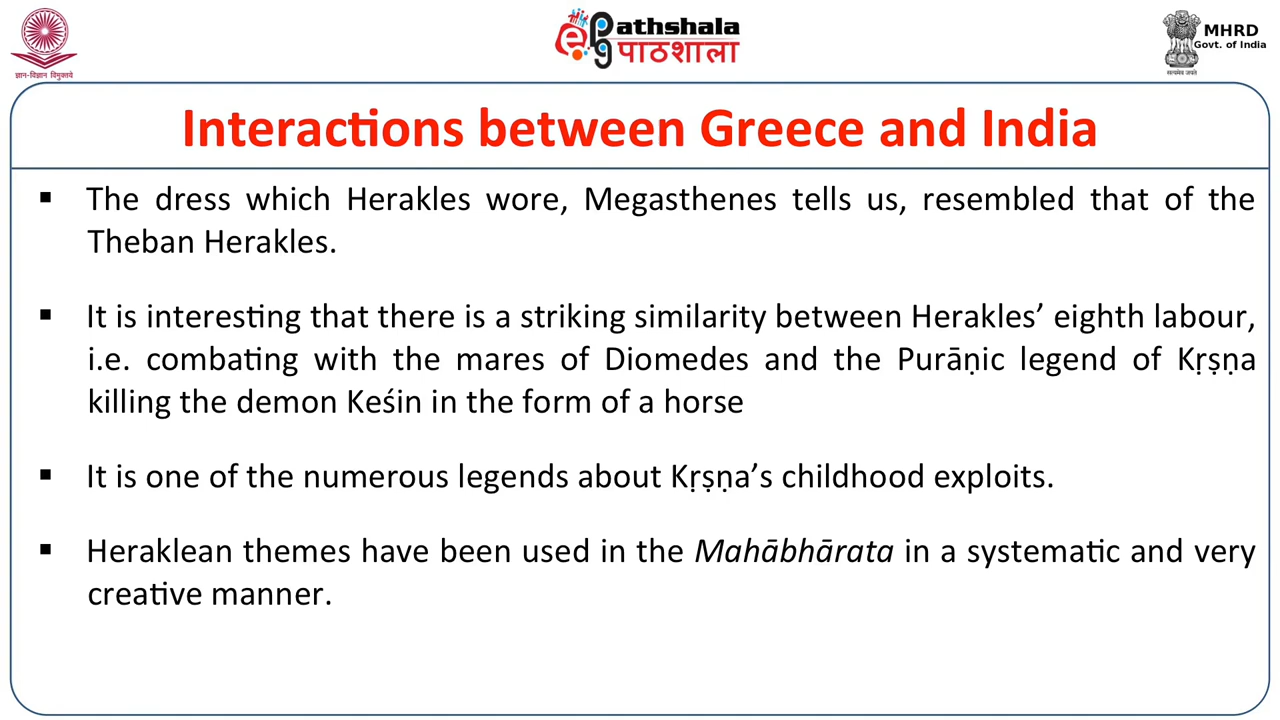 ज्ञान-विज्ञान विमुक्तये
epg Pathshala
पाठशाला
MHRD
Govt. of India
सत्यमेव जयते
Interactions between Greece and India
▪ The dress which Herakles wore, Megasthenes tells us, resembled that of the
Theban Herakles.
▪ It is interesting that there is a striking similarity between Herakles’ eighth labour,
i.e. combating with the mares of Diomedes and the Purāṇic legend of Kṛṣṇa
killing the demon Keśin in the form of a horse
▪ It is one of the numerous legends about Kṛṣṇa’s childhood exploits.
▪ Heraklean themes have been used in the Mahābhārata in a systematic and very
creative manner.